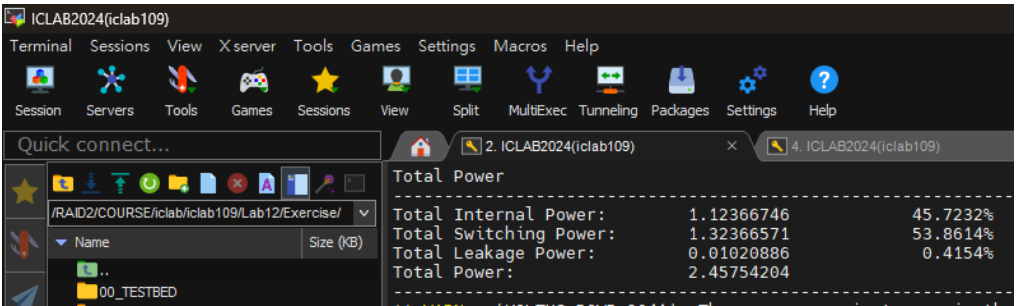 ICLAB2024(iclab109)
Terminal Sessions View X server Tools Games Settings Macros Help
Session Servers Tools Games Sessions View Split MultiExec Tunneling Packages Settings Help
Quick connect...
2. ICLAB2024(iclab109) × 4. ICLAB2024(iclab109)
/RAID2/COURSE/iclab/iclab109/Lab12/Exercise/
Name Size (KB)
..
00_TESTBED
Total Power
--------------------------------------------------------------
Total Internal Power: 1.12366746 45.7232%
Total Switching Power: 1.32366571 53.8614%
Total Leakage Power: 0.01020886 0.4154%
Total Power: 2.45754204
--------------------------------------------------------------